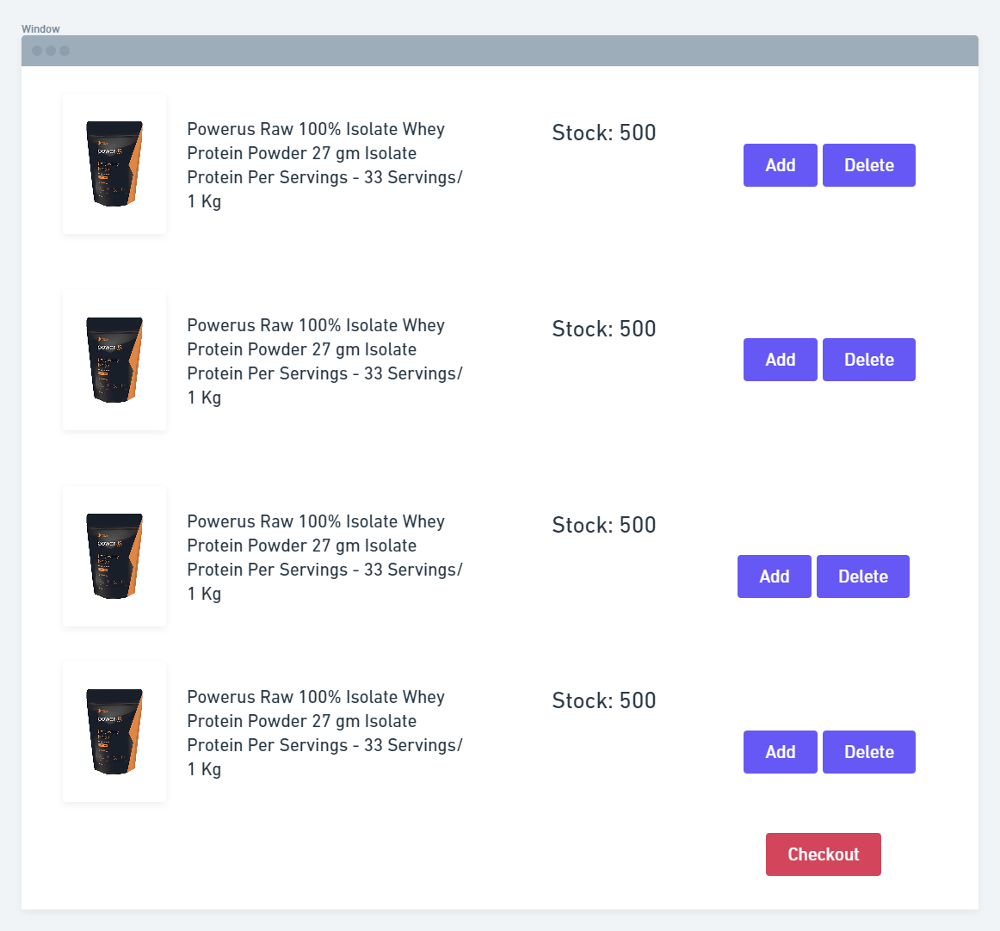 Window
Powerus Raw 100% Isolate Whey
Protein Powder 27 gm Isolate
Protein Per Servings - 33 Servings/
1 Kg
Stock: 500
Add Delete
Powerus Raw 100% Isolate Whey
Protein Powder 27 gm Isolate
Protein Per Servings - 33 Servings/
1 Kg
Stock: 500
Add Delete
Powerus Raw 100% Isolate Whey
Protein Powder 27 gm Isolate
Protein Per Servings - 33 Servings/
1 Kg
Stock: 500
Add Delete
Powerus Raw 100% Isolate Whey
Protein Powder 27 gm Isolate
Protein Per Servings - 33 Servings/
1 Kg
Stock: 500
Add Delete
Checkout